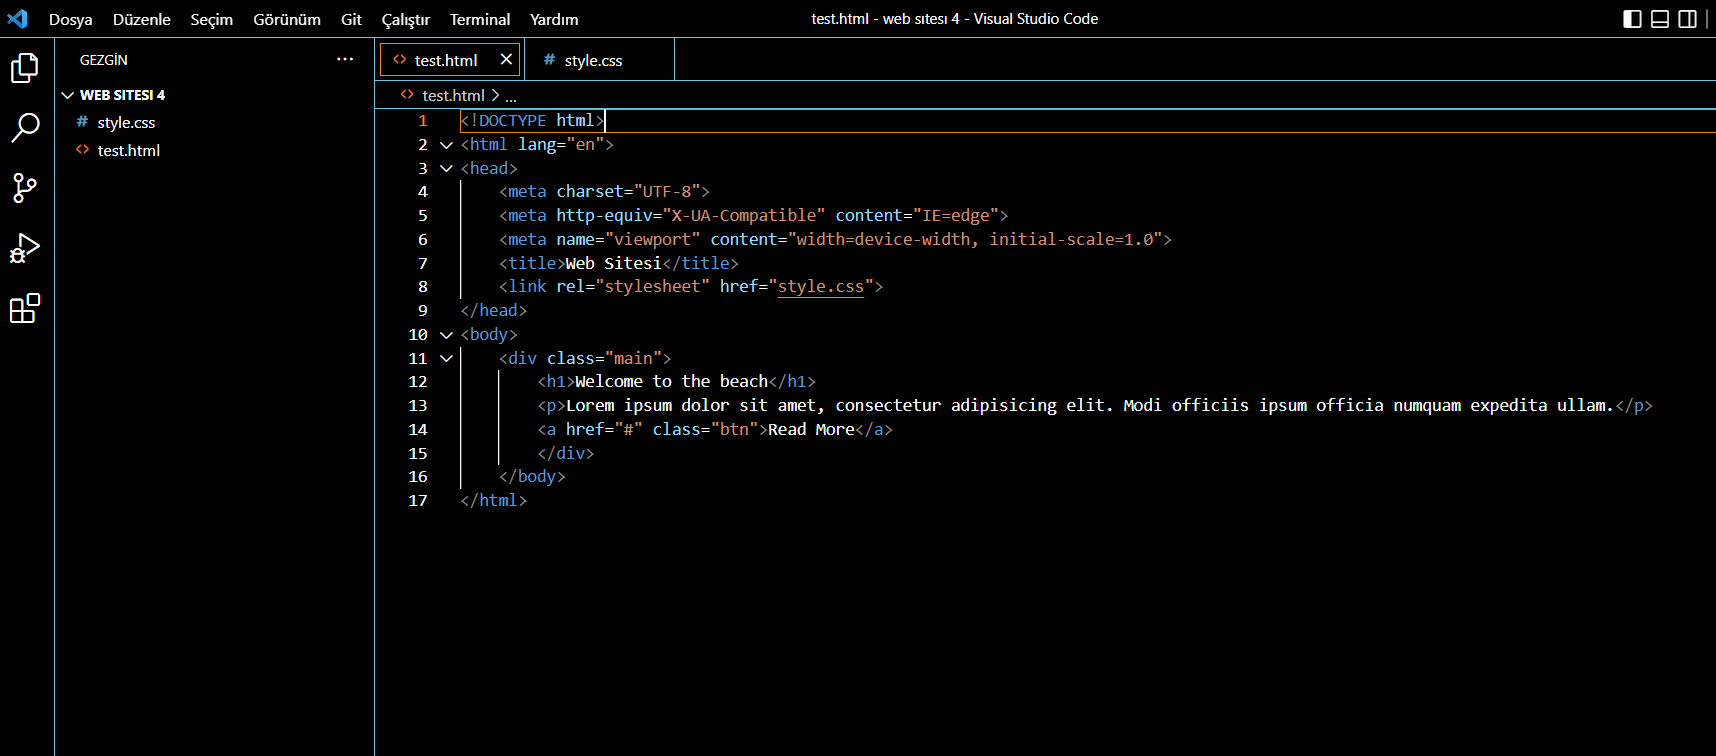 Dosya Düzenle Seçim Görünüm Git Çalıştır Terminal Yardım
test.html - web sıtesı 4 - Visual Studio Code
GEZGİN ...
WEB SITESI 4
# style.css
<> test.html
<> test.html × # style.css
<> test.html > ...
1 <!DOCTYPE html>
2 <html lang="en">
3 <head>
4 <meta charset="UTF-8">
5 <meta http-equiv="X-UA-Compatible" content="IE=edge">
6 <meta name="viewport" content="width=device-width, initial-scale=1.0">
7 <title>Web Sitesi</title>
8 <link rel="stylesheet" href="style.css">
9 </head>
10 <body>
11 <div class="main">
12 <h1>Welcome to the beach</h1>
13 <p>Lorem ipsum dolor sit amet, consectetur adipisicing elit. Modi officiis ipsum officia numquam expedita ullam.</p>
14 <a href="#" class="btn">Read More</a>
15 </div>
16 </body>
17 </html>